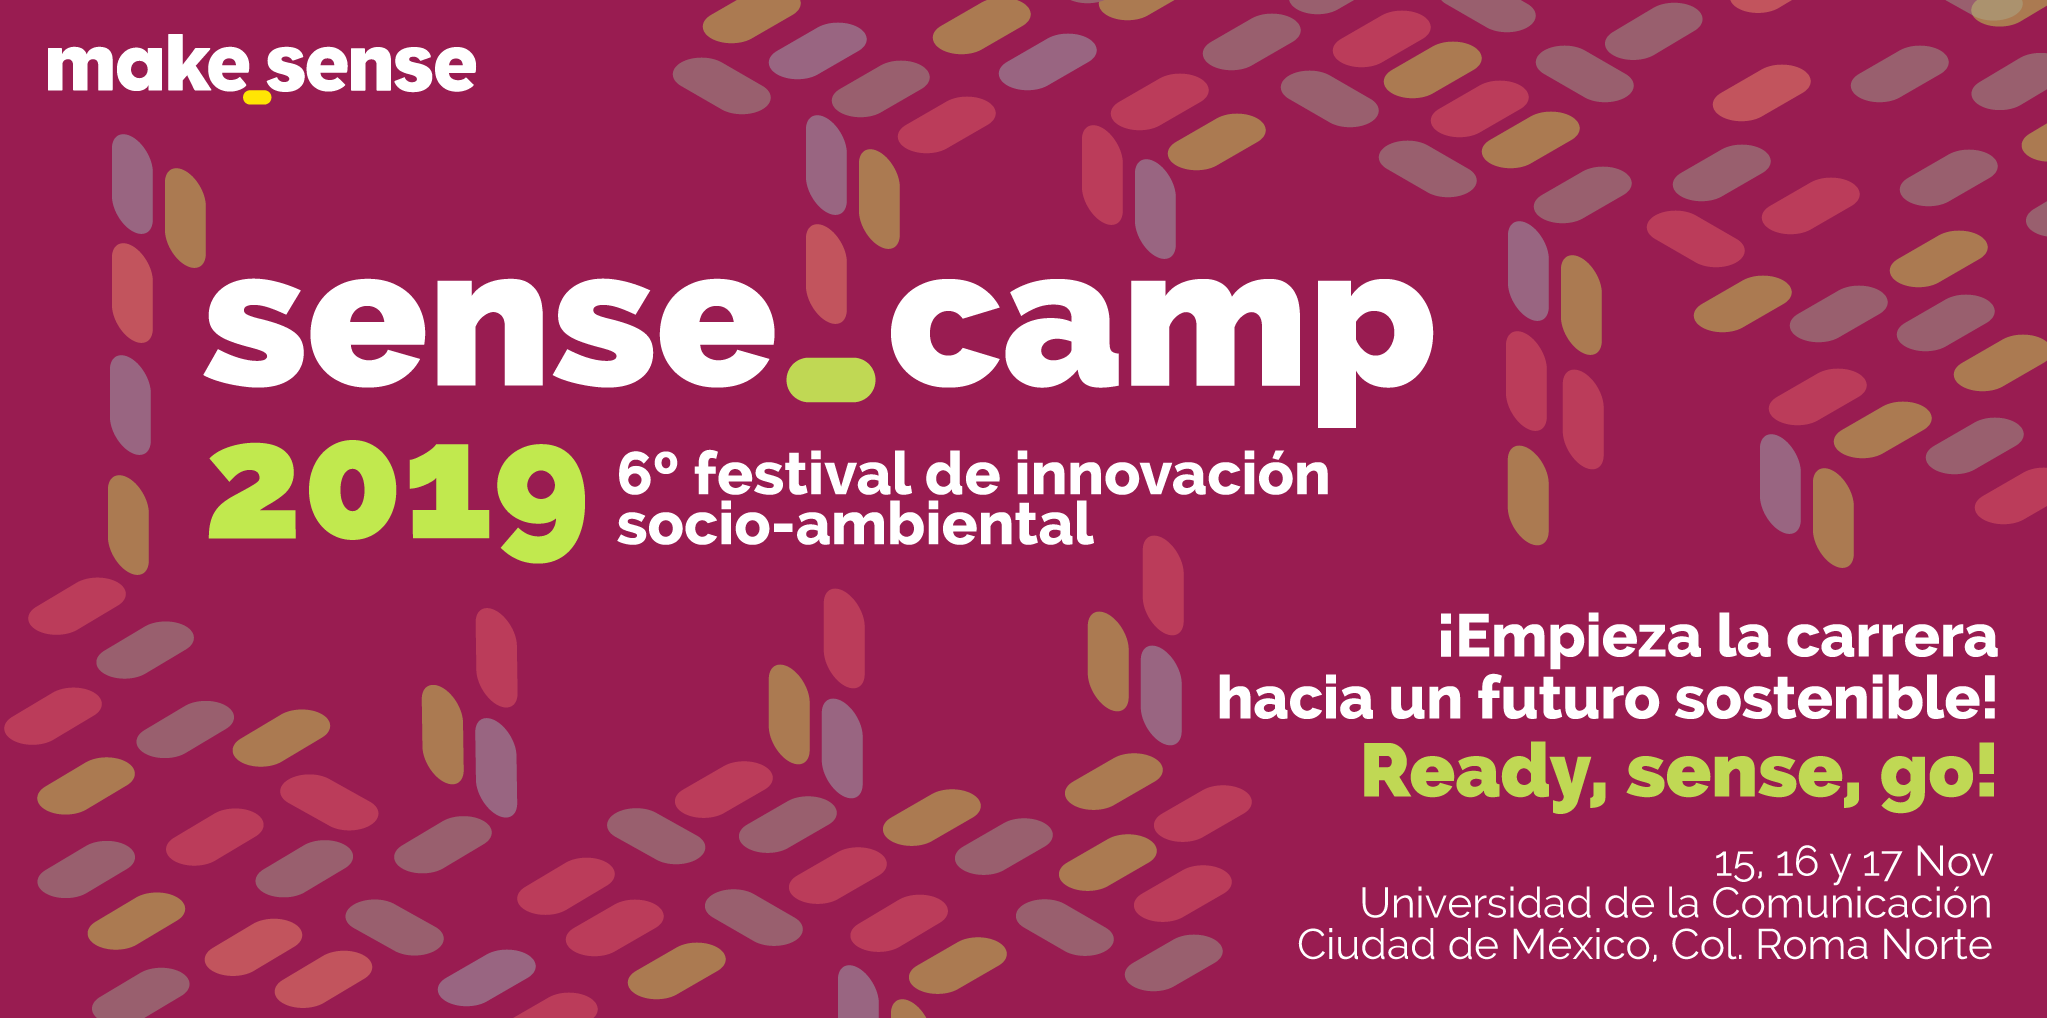 make_sense
sense_camp
2019
6º festival de innovación
socio-ambiental
¡Empieza la carrera
hacia un futuro sostenible!
Ready, sense, go!
15, 16 y 17 Nov
Universidad de la Comunicación
Ciudad de México, Col. Roma Norte